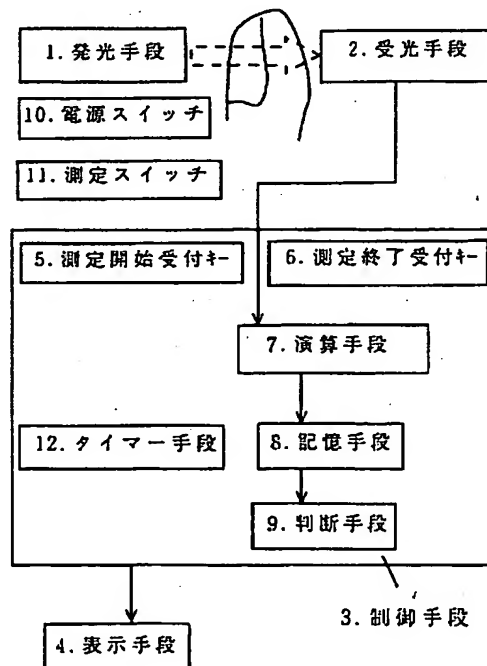 1. 発光手段
2. 受光手段
10. 電源スイッチ
11. 測定スイッチ
5. 測定開始受付キー
6. 測定終了受付キー
7. 演算手段
12. タイマー手段
8. 記憶手段
9. 判断手段
3. 制御手段
4. 表示手段